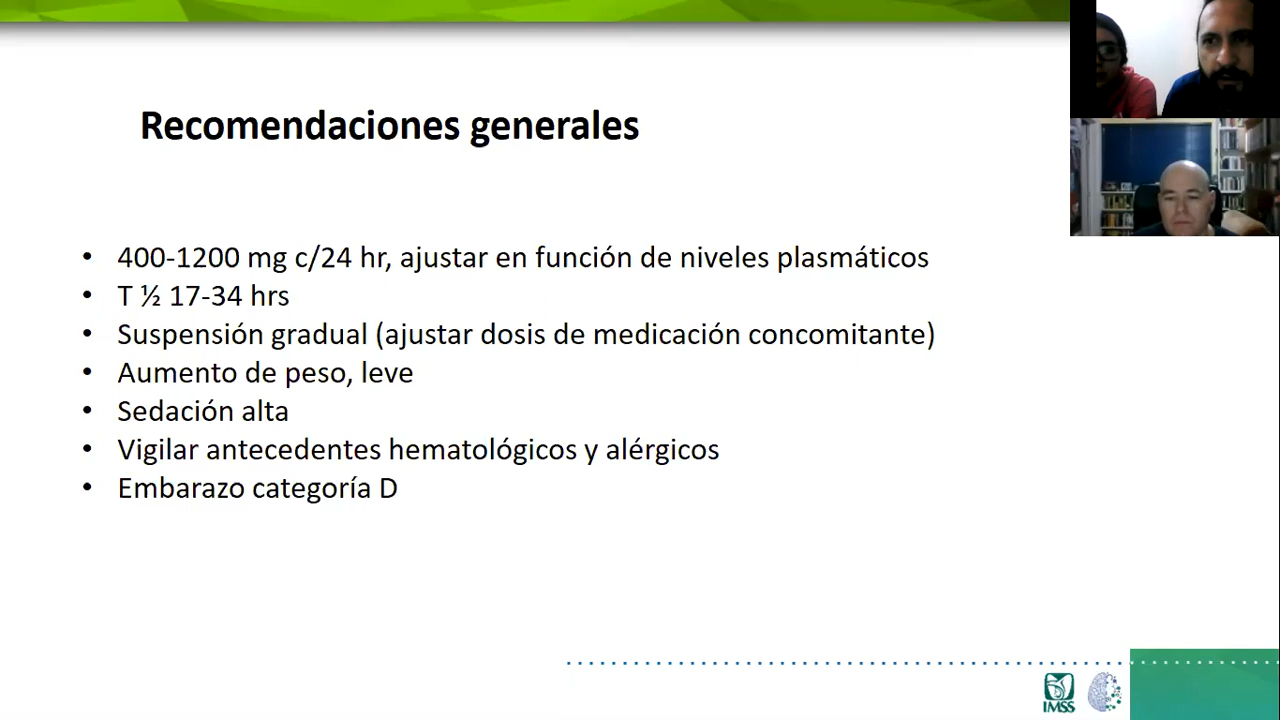 Recomendaciones generales
• 400-1200 mg c/24 hr, ajustar en función de niveles plasmáticos
• T ½ 17-34 hrs
• Suspensión gradual (ajustar dosis de medicación concomitante)
• Aumento de peso, leve
• Sedación alta
• Vigilar antecedentes hematológicos y alérgicos
• Embarazo categoría D
IMSS